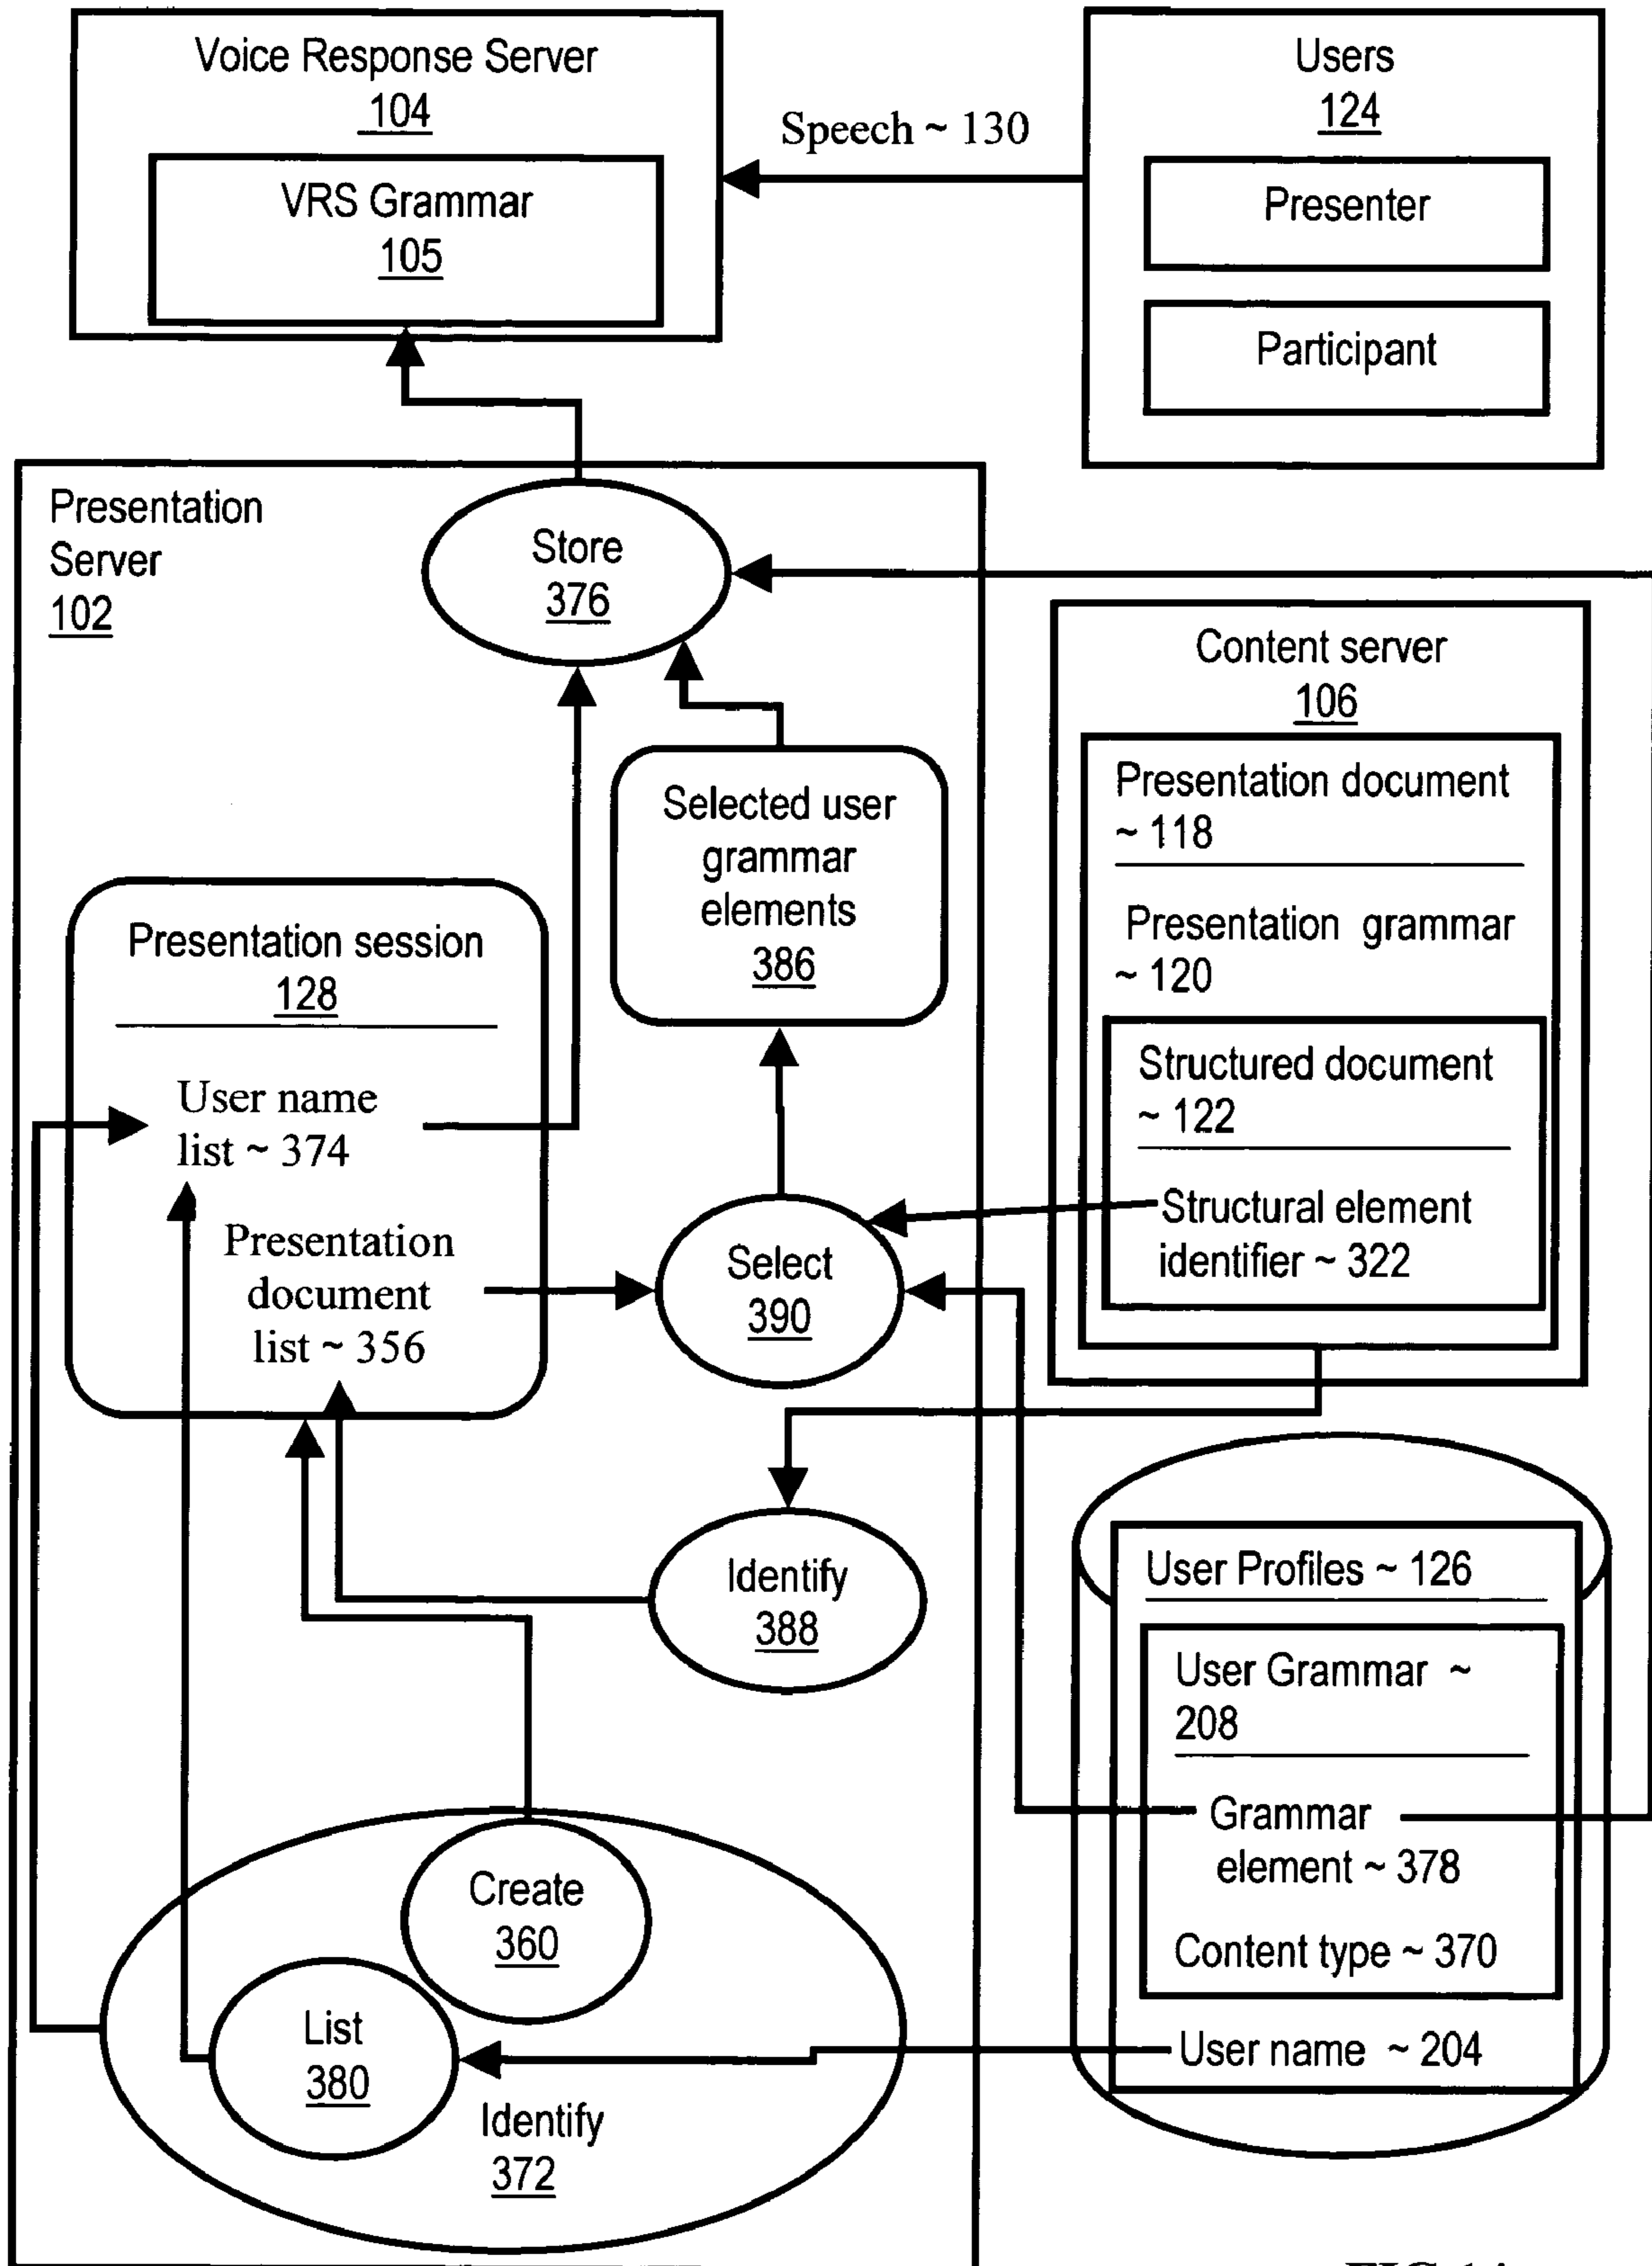 Voice Response Server
104
VRS Grammar
105
Speech ~ 130
Users
124
Presenter
Participant
Presentation
Server
102
Store
376
Selected user
grammar
elements
386
Content server
106
Presentation document
~ 118
Presentation grammar
~ 120
Structured document
~ 122
Structural element
identifier ~ 322
Presentation session
128
User name
list ~ 374
Presentation
document
list ~ 356
Select
390
Identify
388
User Profiles ~ 126
User Grammar ~
208
Grammar
element ~ 378
Content type ~ 370
User name ~ 204
Create
360
List
380
Identify
372